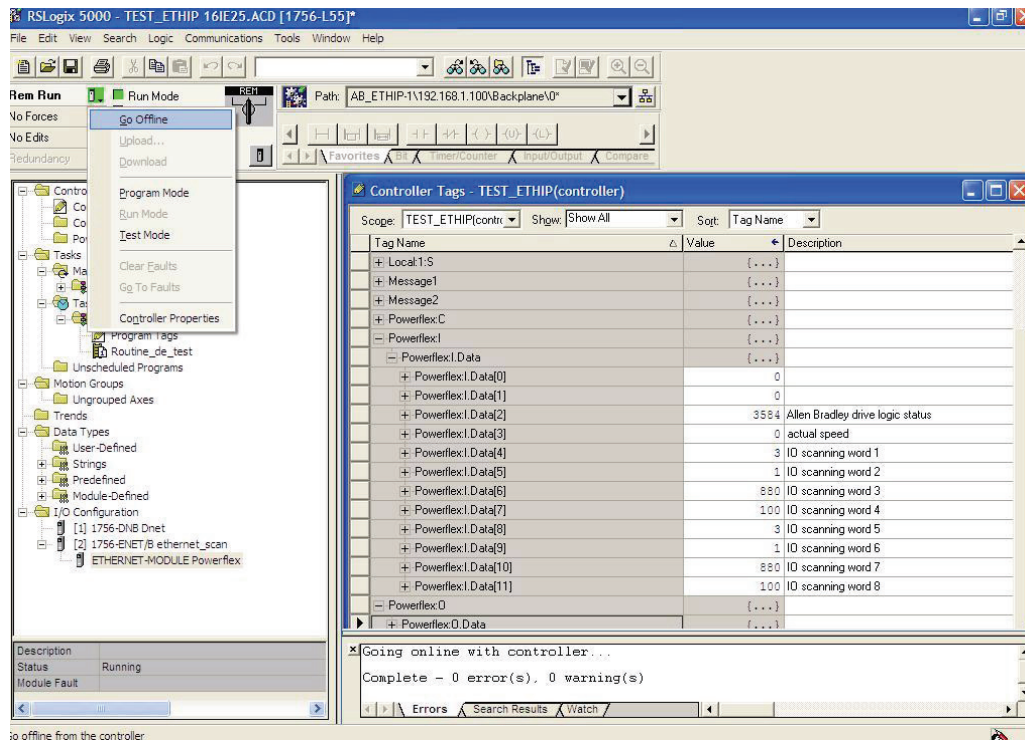 RSLogix 5000 - TEST_ETHIP 16IE25.ACD [1756-L55]*
File Edit View Search Logic Communications Tools Window Help
Rem Run Run Mode REM Path: AB_ETHIP-1\192.168.1.100\Backplane\0*
No Forces
No Edits
Redundancy
Go Offline
Upload...
Download
Program Mode
Run Mode
Test Mode
Clear Faults
Go To Faults
Controller Properties
Favorites Bit Timer/Counter Input/Output Compare
Contro
Co
Co
Po
Tasks
Ma
Ta
Program Tags
Routine_de_test
Unscheduled Programs
Motion Groups
Ungrouped Axes
Trends
Data Types
User-Defined
Strings
Predefined
Module-Defined
I/O Configuration
[1] 1756-DNB Dnet
[2] 1756-ENET/B ethernet_scan
ETHERNET-MODULE Powerflex
Description
Status Running
Module Fault
Controller Tags - TEST_ETHIP(controller)
Scope: TEST_ETHIP(contr Show: Show All Sort: Tag Name
Tag Name Value Description
Local:1:S {...}
Message1 {...}
Message2 {...}
Powerflex:C {...}
Powerflex:I {...}
Powerflex:I.Data {...}
Powerflex:I.Data[0] 0
Powerflex:I.Data[1] 0
Powerflex:I.Data[2] 3584 Allen Bradley drive logic status
Powerflex:I.Data[3] 0 actual speed
Powerflex:I.Data[4] 3 IO scanning word 1
Powerflex:I.Data[5] 1 IO scanning word 2
Powerflex:I.Data[6] 880 IO scanning word 3
Powerflex:I.Data[7] 100 IO scanning word 4
Powerflex:I.Data[8] 3 IO scanning word 5
Powerflex:I.Data[9] 1 IO scanning word 6
Powerflex:I.Data[10] 880 IO scanning word 7
Powerflex:I.Data[11] 100 IO scanning word 8
Powerflex:O {...}
Powerflex:O.Data {...}
Going online with controller...
Complete - 0 error(s), 0 warning(s)
Errors Search Results Watch
Go offline from the controller